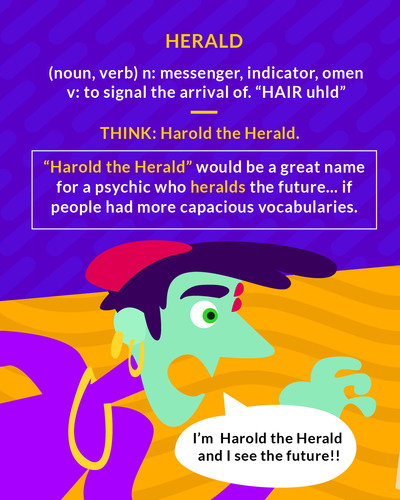 HERALD
(noun, verb) n: messenger, indicator, omen
v: to signal the arrival of. “HAIR uhld”
THINK: Harold the Herald.
“Harold the Herald” would be a great name
for a psychic who heralds the future... if
people had more capacious vocabularies.
I’m Harold the Herald
and I see the future!!